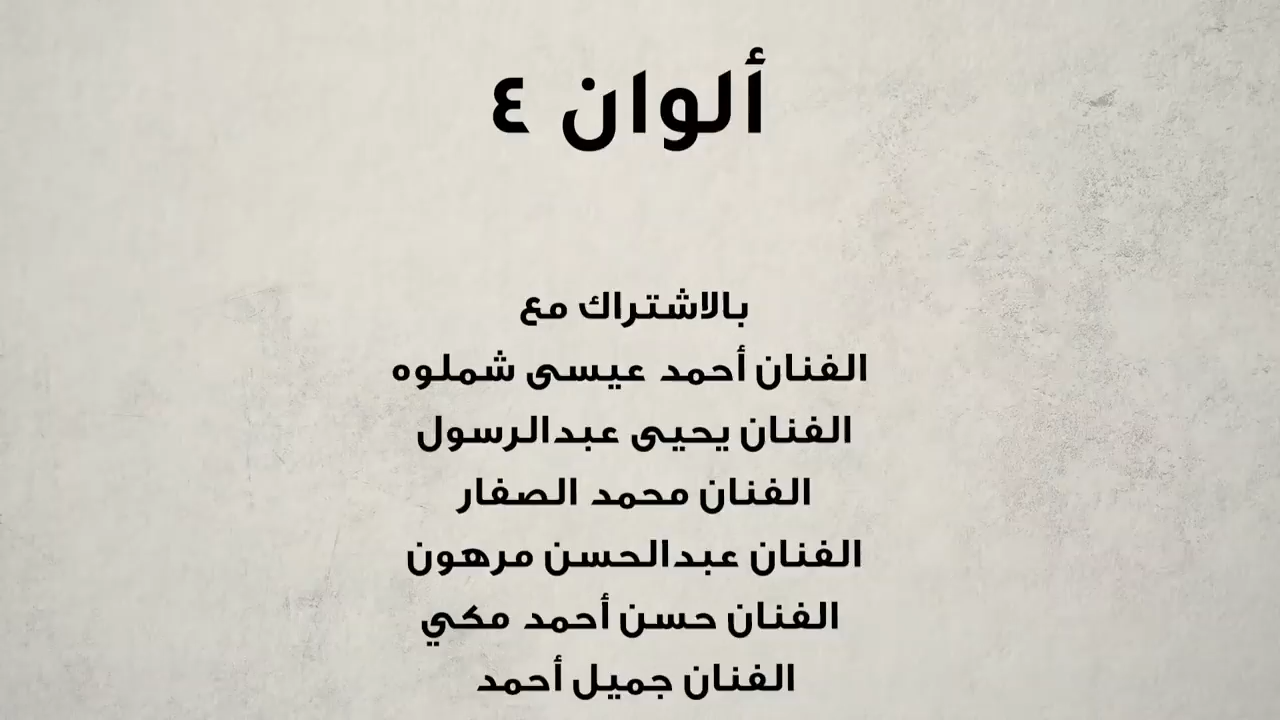 ألوان ٤
بالاشتراك مع
الفنان أحمد عيسى شملوه
الفنان يحيى عبدالرسول
الفنان محمد الصفار
الفنان عبدالحسن مرهون
الفنان حسن أحمد مكي
الفنان جميل أحمد